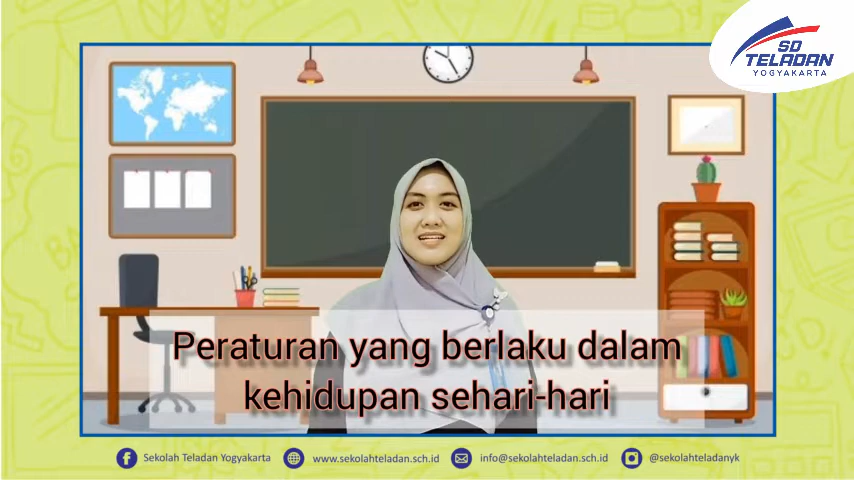 SD
TELADAN
YOGYAKARTA
Peraturan yang berlaku dalam
kehidupan sehari-hari
Sekolah Teladan Yogyakarta
www.sekolahteladan.sch.id
info@sekolahteladan.sch.id
@sekolahteladanyk